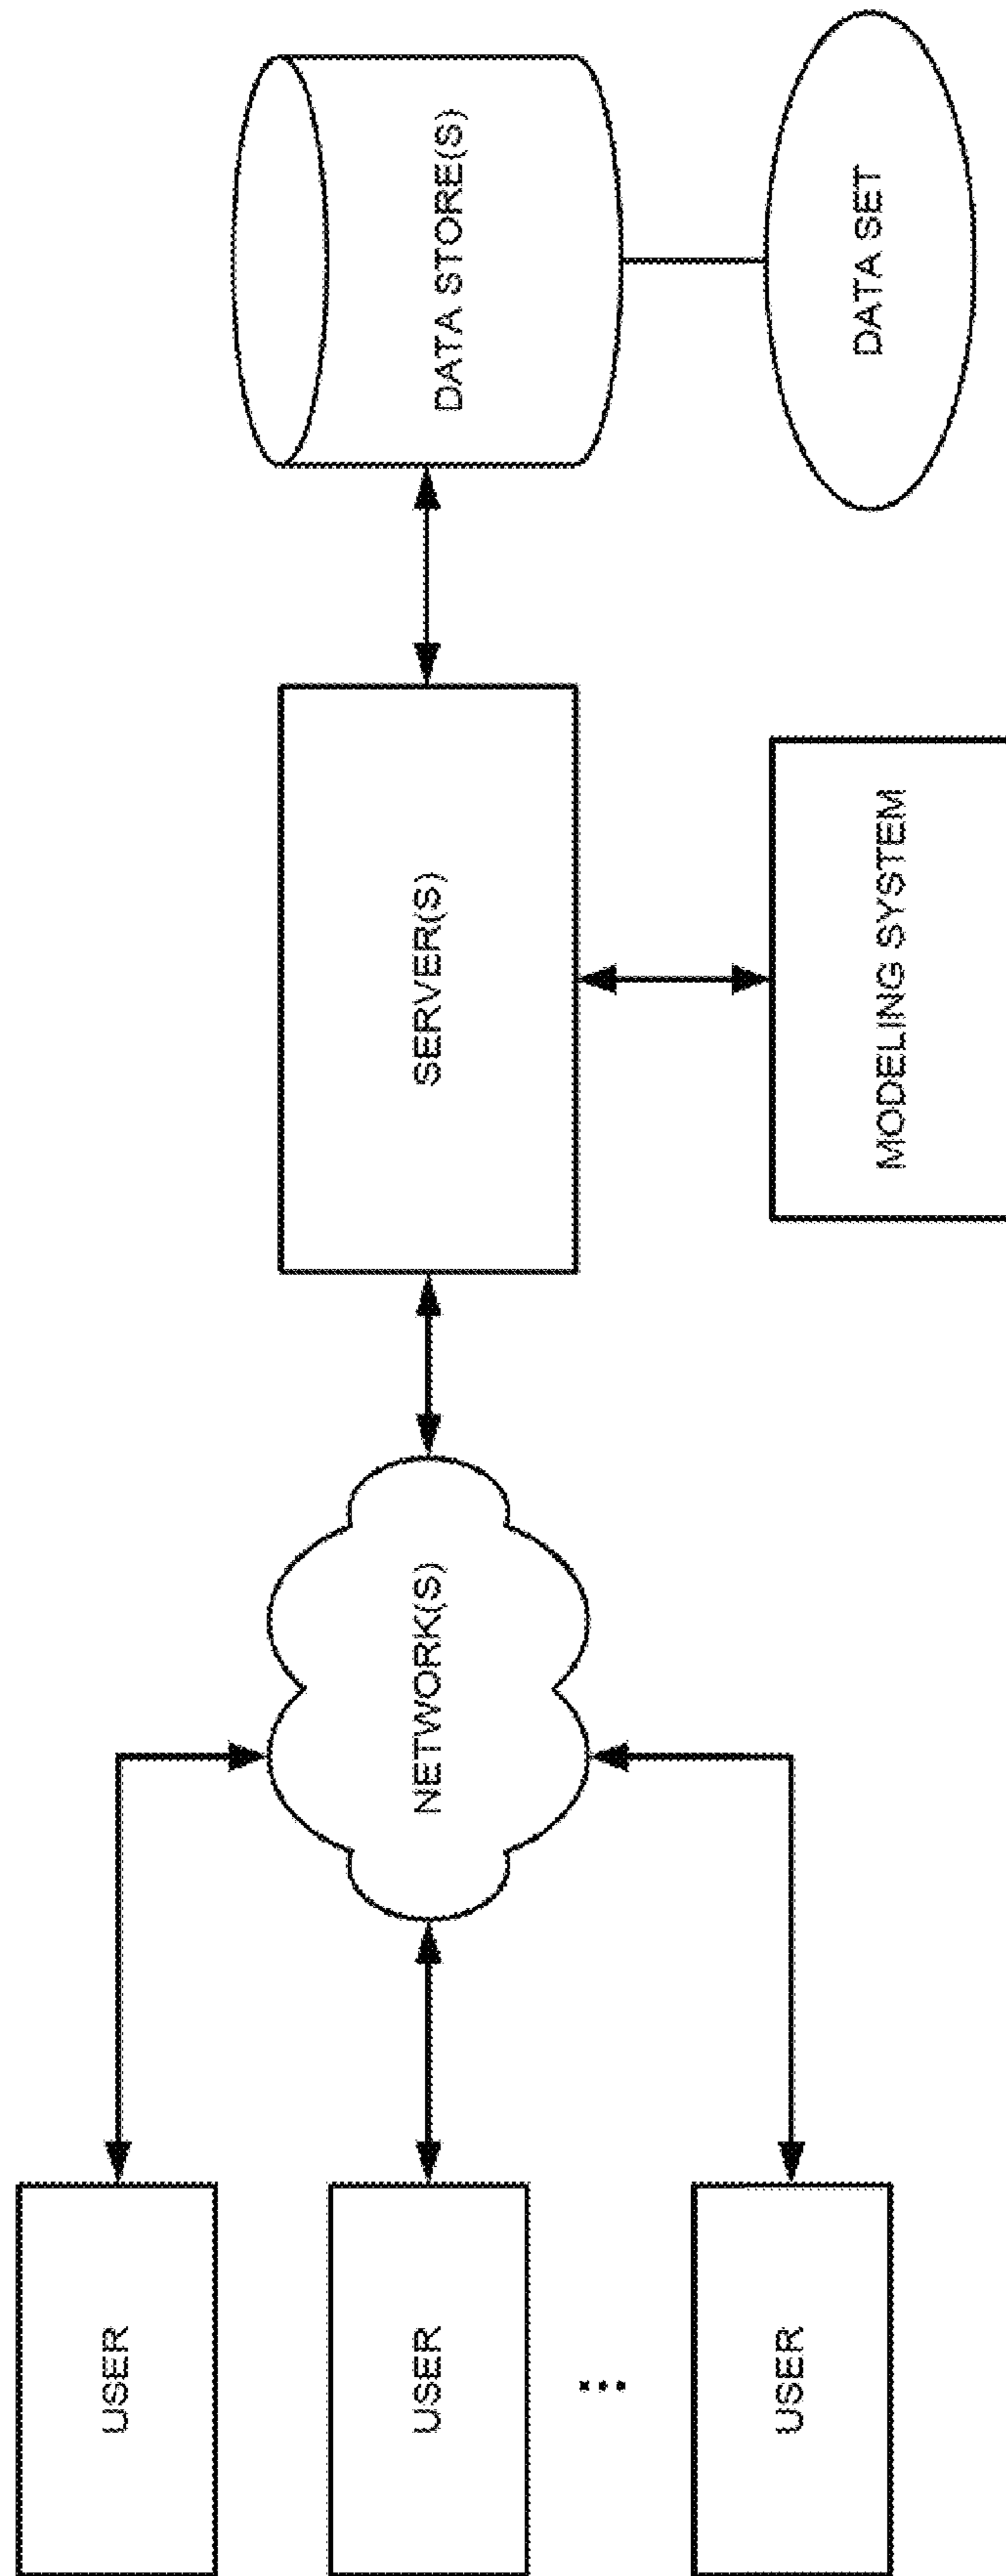 USER
USER
...
USER
NETWORK(S)
SERVER(S)
MODELING SYSTEM
DATA STORE(S)
DATA SET